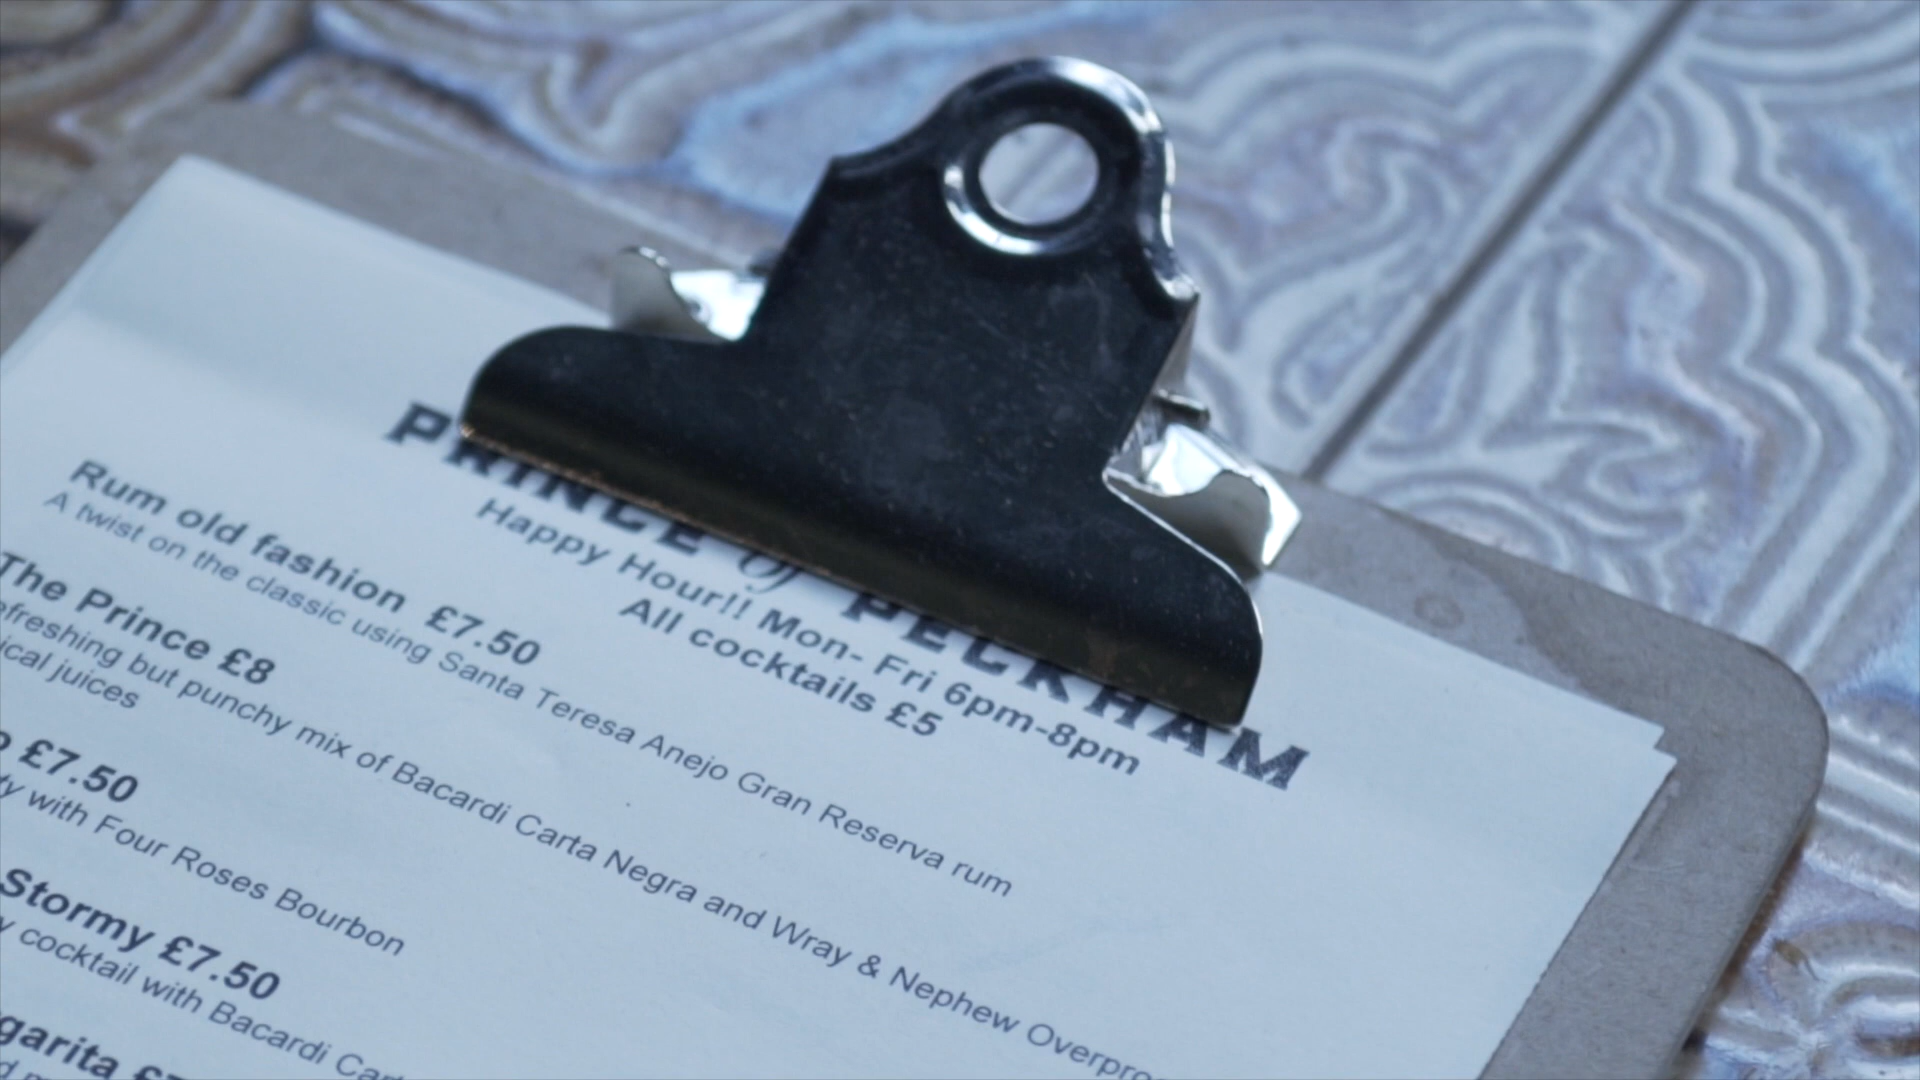 PRINCE of PECKHAM
Happy Hour!! Mon- Fri 6pm-8pm
All cocktails £5
Rum old fashion £7.50
A twist on the classic using Santa Teresa Anejo Gran Reserva rum
The Prince £8
but punchy mix of Bacardi Carta Negra and Wray & Nephew
juices
£7.50
with Four Roses Bourbon
Stormy £7.50
cocktail with Bacardi